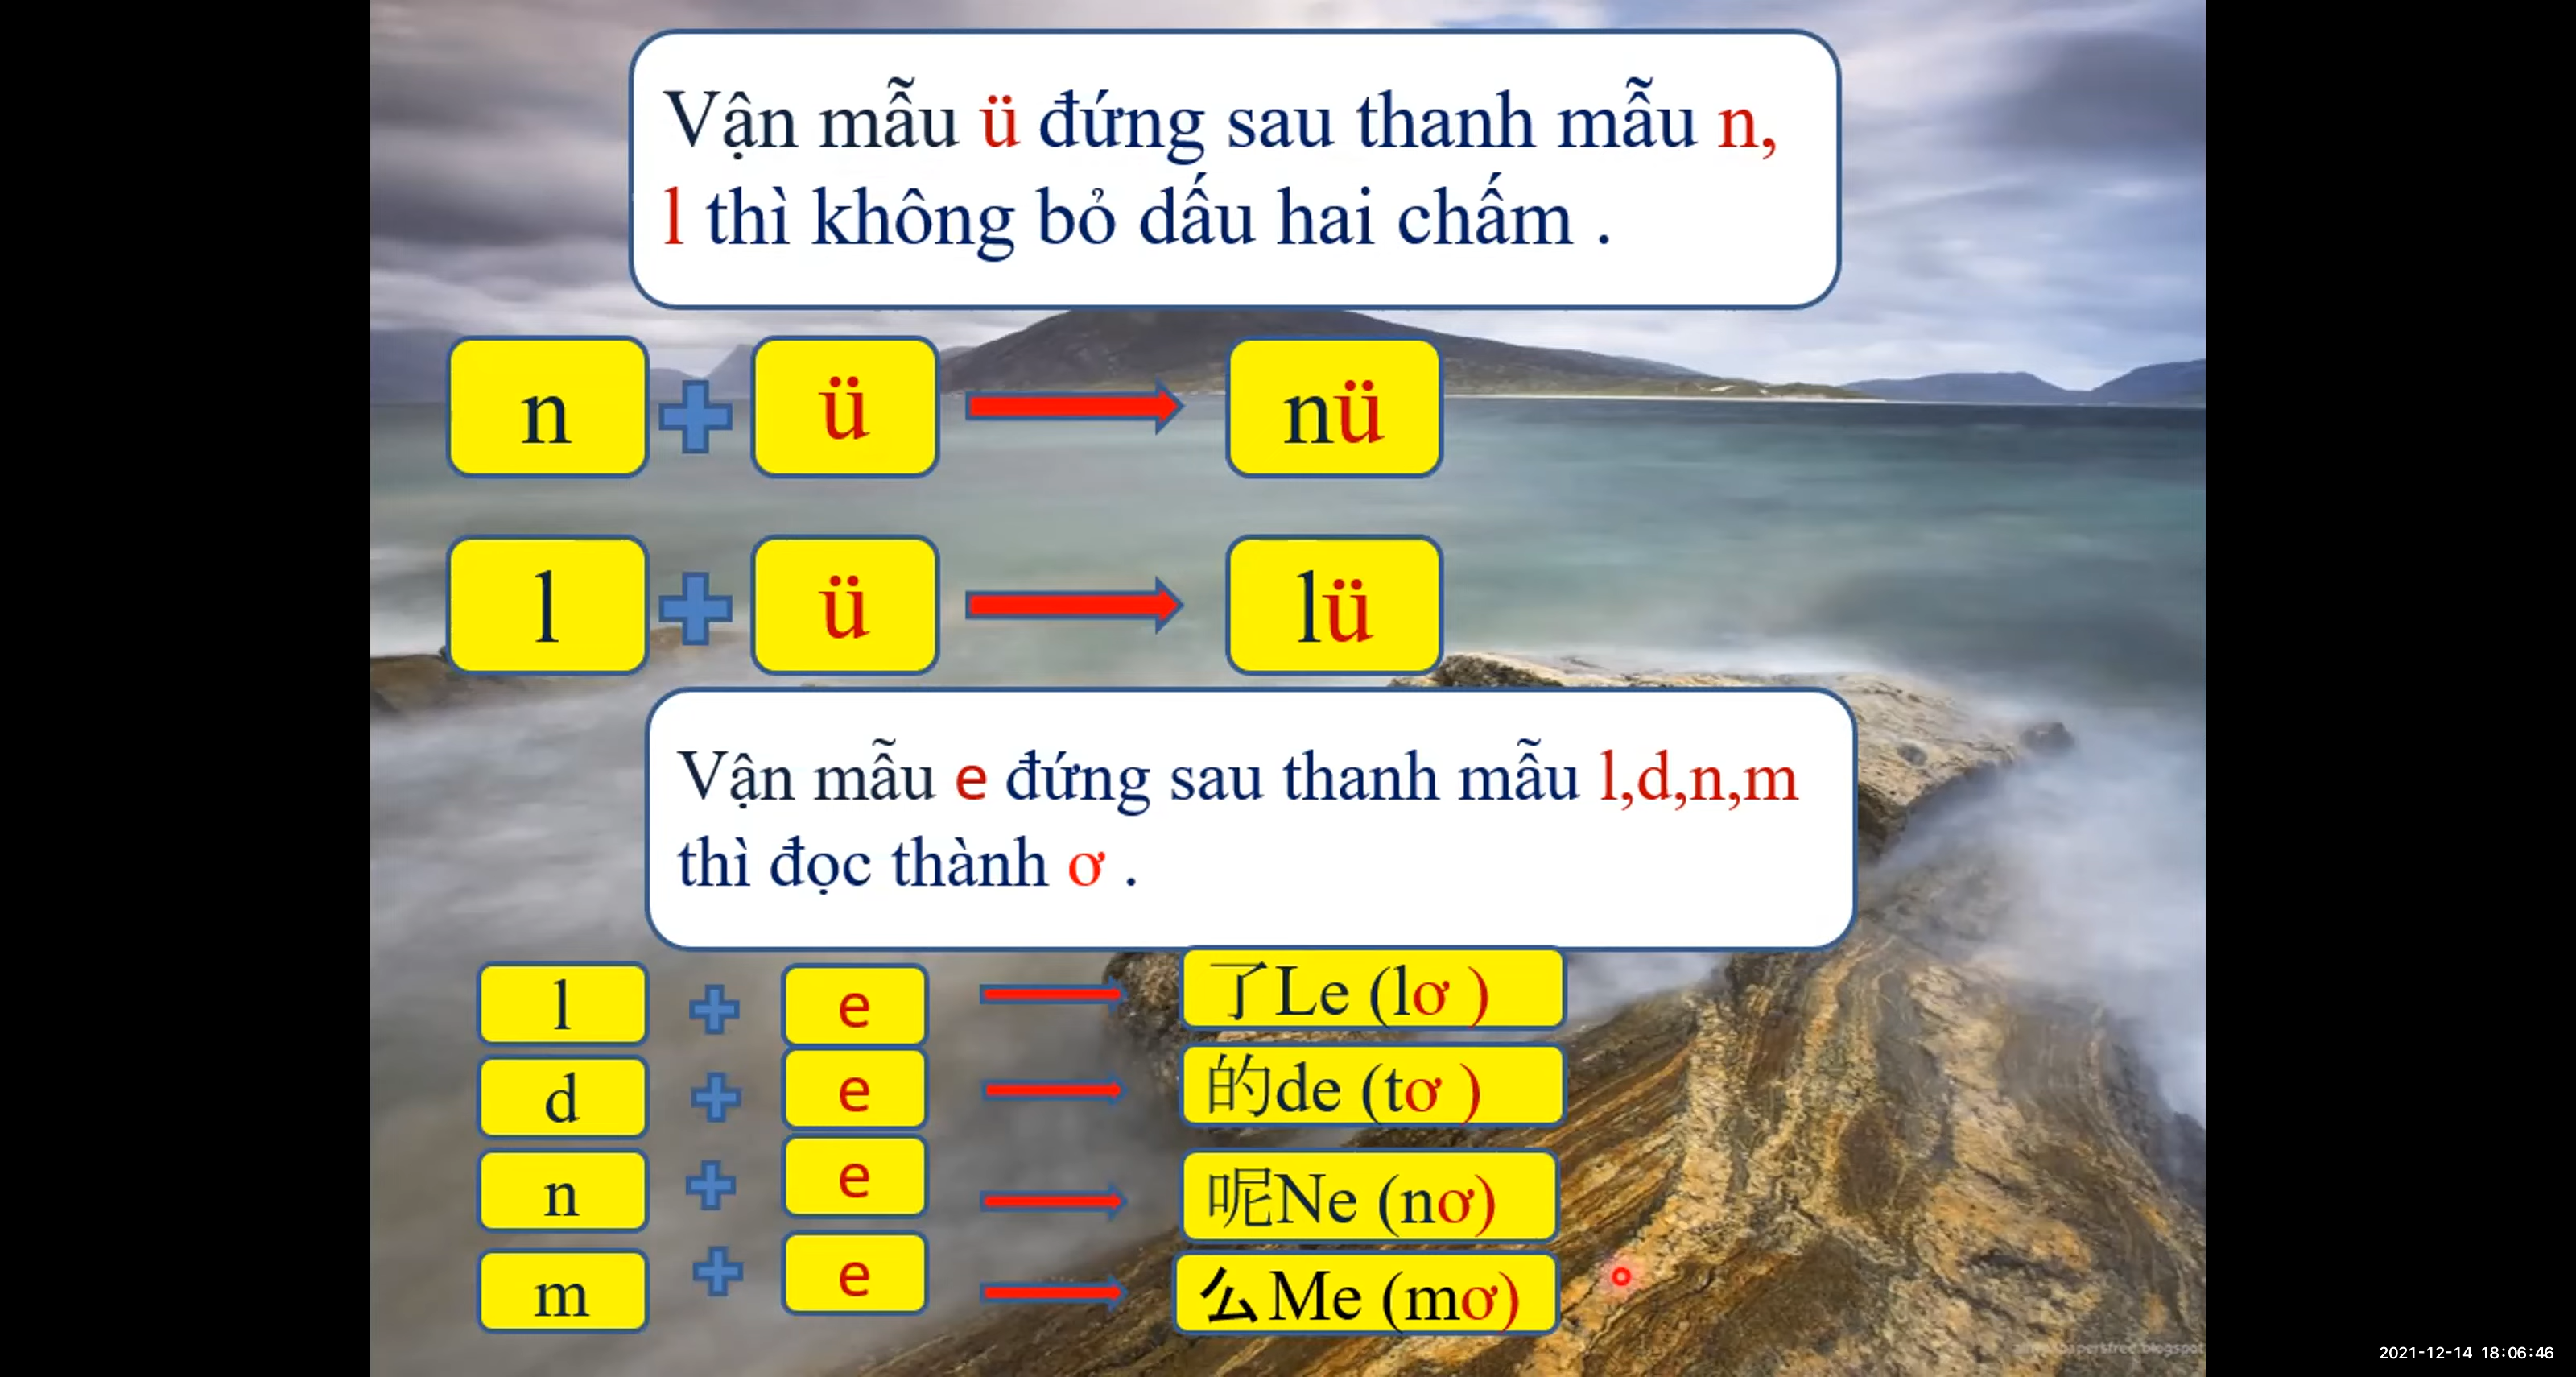 Vận mẫu ü đứng sau thanh mẫu n,
l thì không bỏ dấu hai chấm .
n ü nü
l ü lü
Vận mẫu e đứng sau thanh mẫu l,d,n,m
thì đọc thành ơ .
l e 了Le (lơ )
d e 的de (tơ )
n e 呢Ne (nơ)
m e 么Me (mơ)
2021-12-14 18:06:46